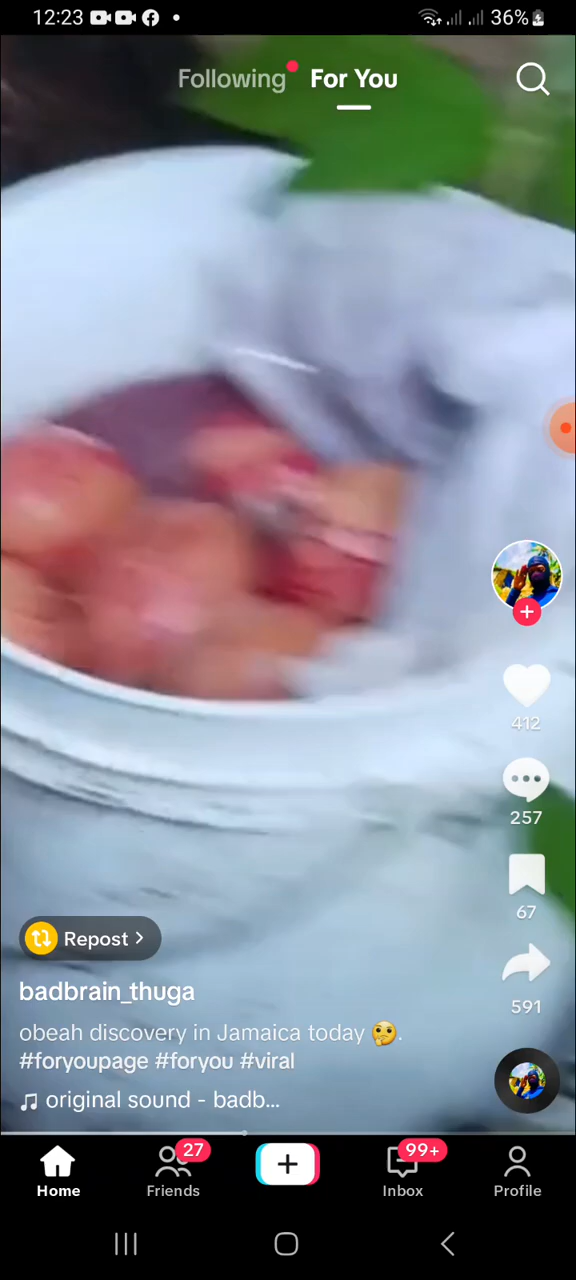 12:23
36%
Following
For You
412
257
67
Repost >
591
badbrain_thuga
obeah discovery in Jamaica today 🤔.
#foryoupage #foryou #viral
original sound - badb...
27
99+
Home
Friends
Inbox
Profile